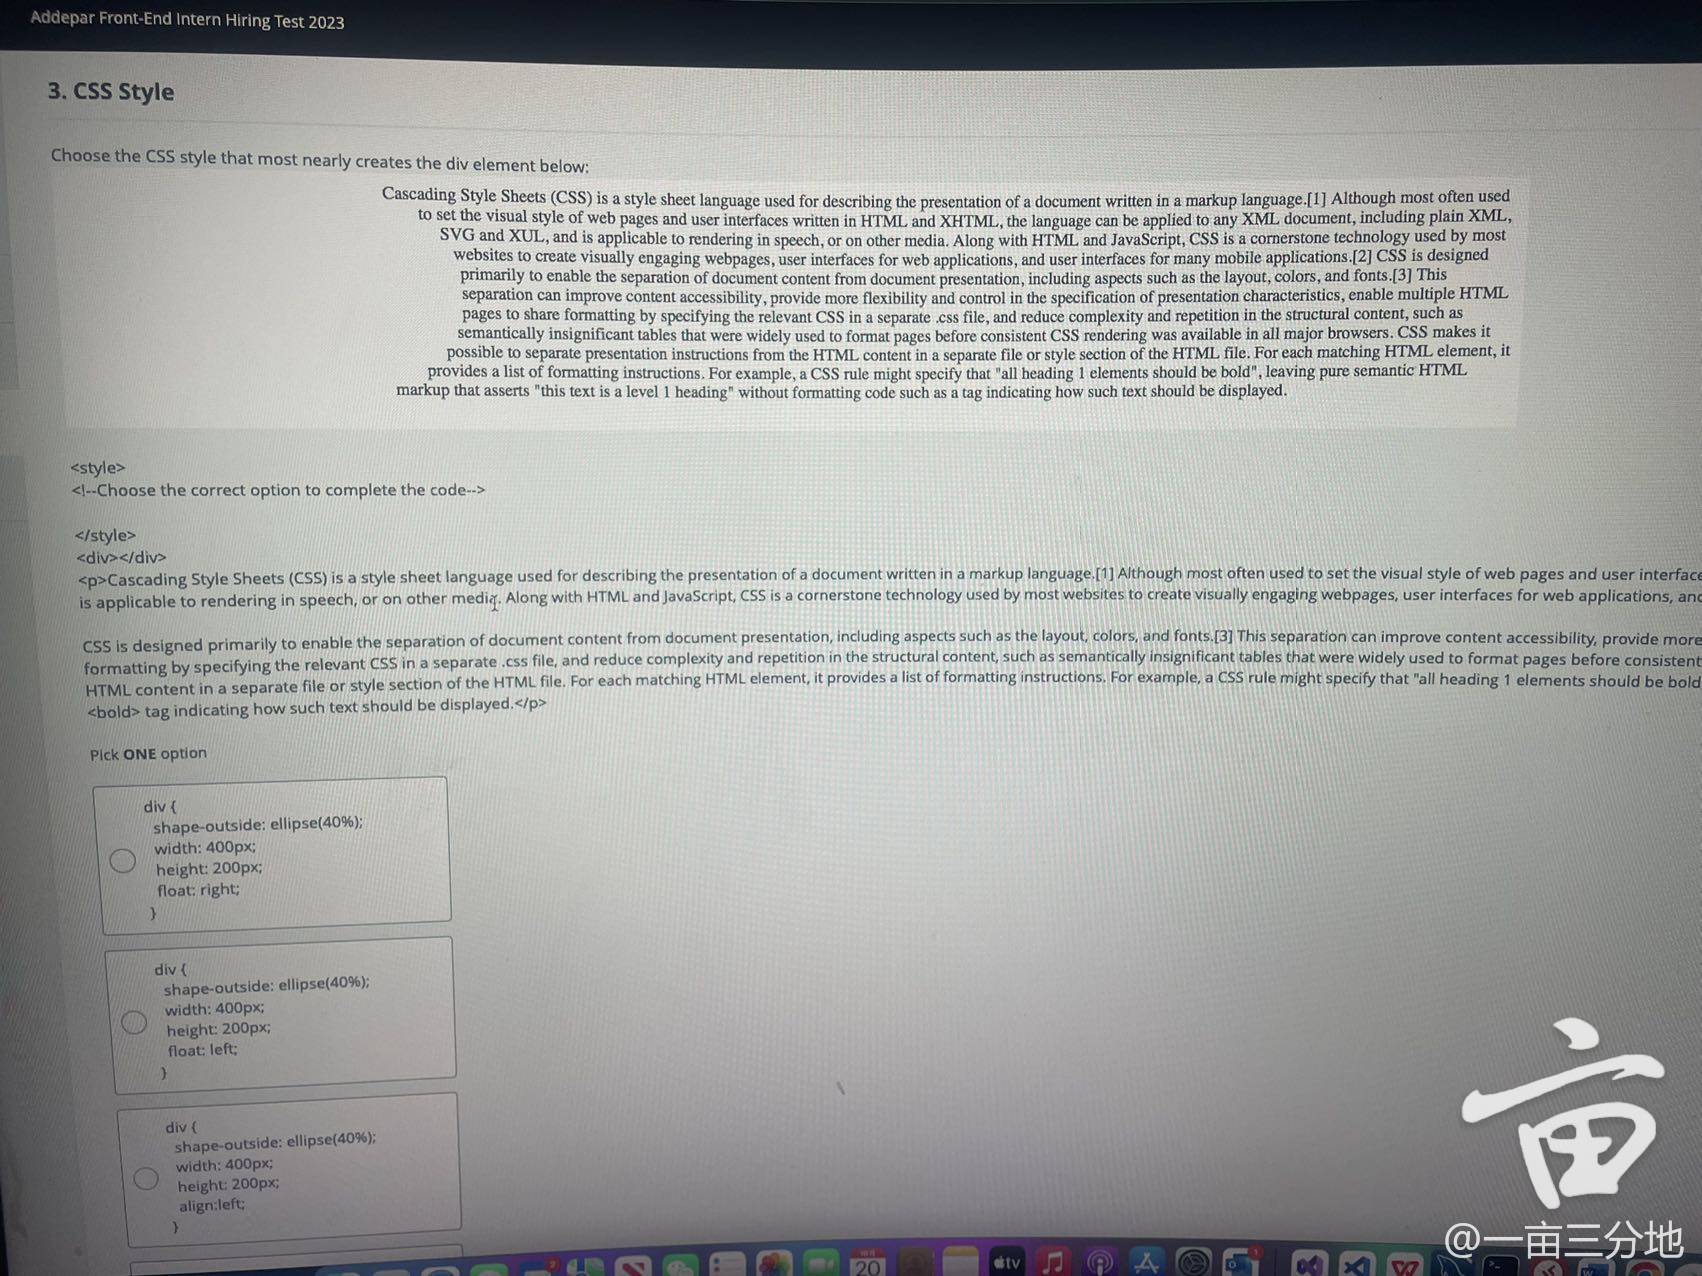 Addepar Front-End Intern Hiring Test 2023
3. CSS Style
Choose the CSS style that most nearly creates the div element below:
Cascading Style Sheets (CSS) is a style sheet language used for describing the presentation of a document written in a markup language.[1] Although most often used
to set the visual style of web pages and user interfaces written in HTML and XHTML, the language can be applied to any XML document, including plain XML,
SVG and XUL, and is applicable to rendering in speech, or on other media. Along with HTML and JavaScript, CSS is a cornerstone technology used by most
websites to create visually engaging webpages, user interfaces for web applications, and user interfaces for many mobile applications.[2] CSS is designed
primarily to enable the separation of document content from document presentation, including aspects such as the layout, colors, and fonts.[3] This
separation can improve content accessibility, provide more flexibility and control in the specification of presentation characteristics, enable multiple HTML
pages to share formatting by specifying the relevant CSS in a separate .css file, and reduce complexity and repetition in the structural content, such as
semantically insignificant tables that were widely used to format pages before consistent CSS rendering was available in all major browsers. CSS makes it
possible to separate presentation instructions from the HTML content in a separate file or style section of the HTML file. For each matching HTML element, it
provides a list of formatting instructions. For example, a CSS rule might specify that "all heading 1 elements should be bold", leaving pure semantic HTML
markup that asserts "this text is a level 1 heading" without formatting code such as a tag indicating how such text should be displayed.
<style>
<!--Choose the correct option to complete the code-->
</style>
<div></div>
<p>Cascading Style Sheets (CSS) is a style sheet language used for describing the presentation of a document written in a markup language.[1] Although most often used to set the visual style of web pages and user interface
is applicable to rendering in speech, or on other media. Along with HTML and JavaScript, CSS is a cornerstone technology used by most websites to create visually engaging webpages, user interfaces for web applications, and
CSS is designed primarily to enable the separation of document content from document presentation, including aspects such as the layout, colors, and fonts.[3] This separation can improve content accessibility, provide more
formatting by specifying the relevant CSS in a separate .css file, and reduce complexity and repetition in the structural content, such as semantically insignificant tables that were widely used to format pages before consistent
HTML content in a separate file or style section of the HTML file. For each matching HTML element, it provides a list of formatting instructions. For example, a CSS rule might specify that "all heading 1 elements should be bold
<bold> tag indicating how such text should be displayed.</p>
Pick ONE option
div {
shape-outside: ellipse(40%);
width: 400px;
height: 200px;
float: right;
}
div {
shape-outside: ellipse(40%);
width: 400px;
height: 200px;
float: left;
}
div {
shape-outside: ellipse(40%);
width: 400px;
height: 200px;
align:left;
}
亩
@一亩三分地
20
tv